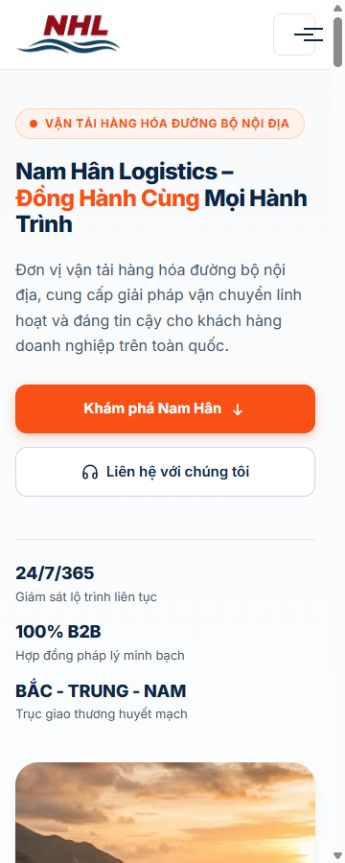 NHL
VẬN TẢI HÀNG HÓA ĐƯỜNG BỘ NỘI ĐỊA
Nam Hân Logistics –
Đồng Hành Cùng Mọi Hành
Trình
Đơn vị vận tải hàng hóa đường bộ nội
địa, cung cấp giải pháp vận chuyển linh
hoạt và đáng tin cậy cho khách hàng
doanh nghiệp trên toàn quốc.
Khám phá Nam Hân ↓
Liên hệ với chúng tôi
24/7/365
Giám sát lộ trình liên tục
100% B2B
Hợp đồng pháp lý minh bạch
BẮC - TRUNG - NAM
Trục giao thương huyết mạch